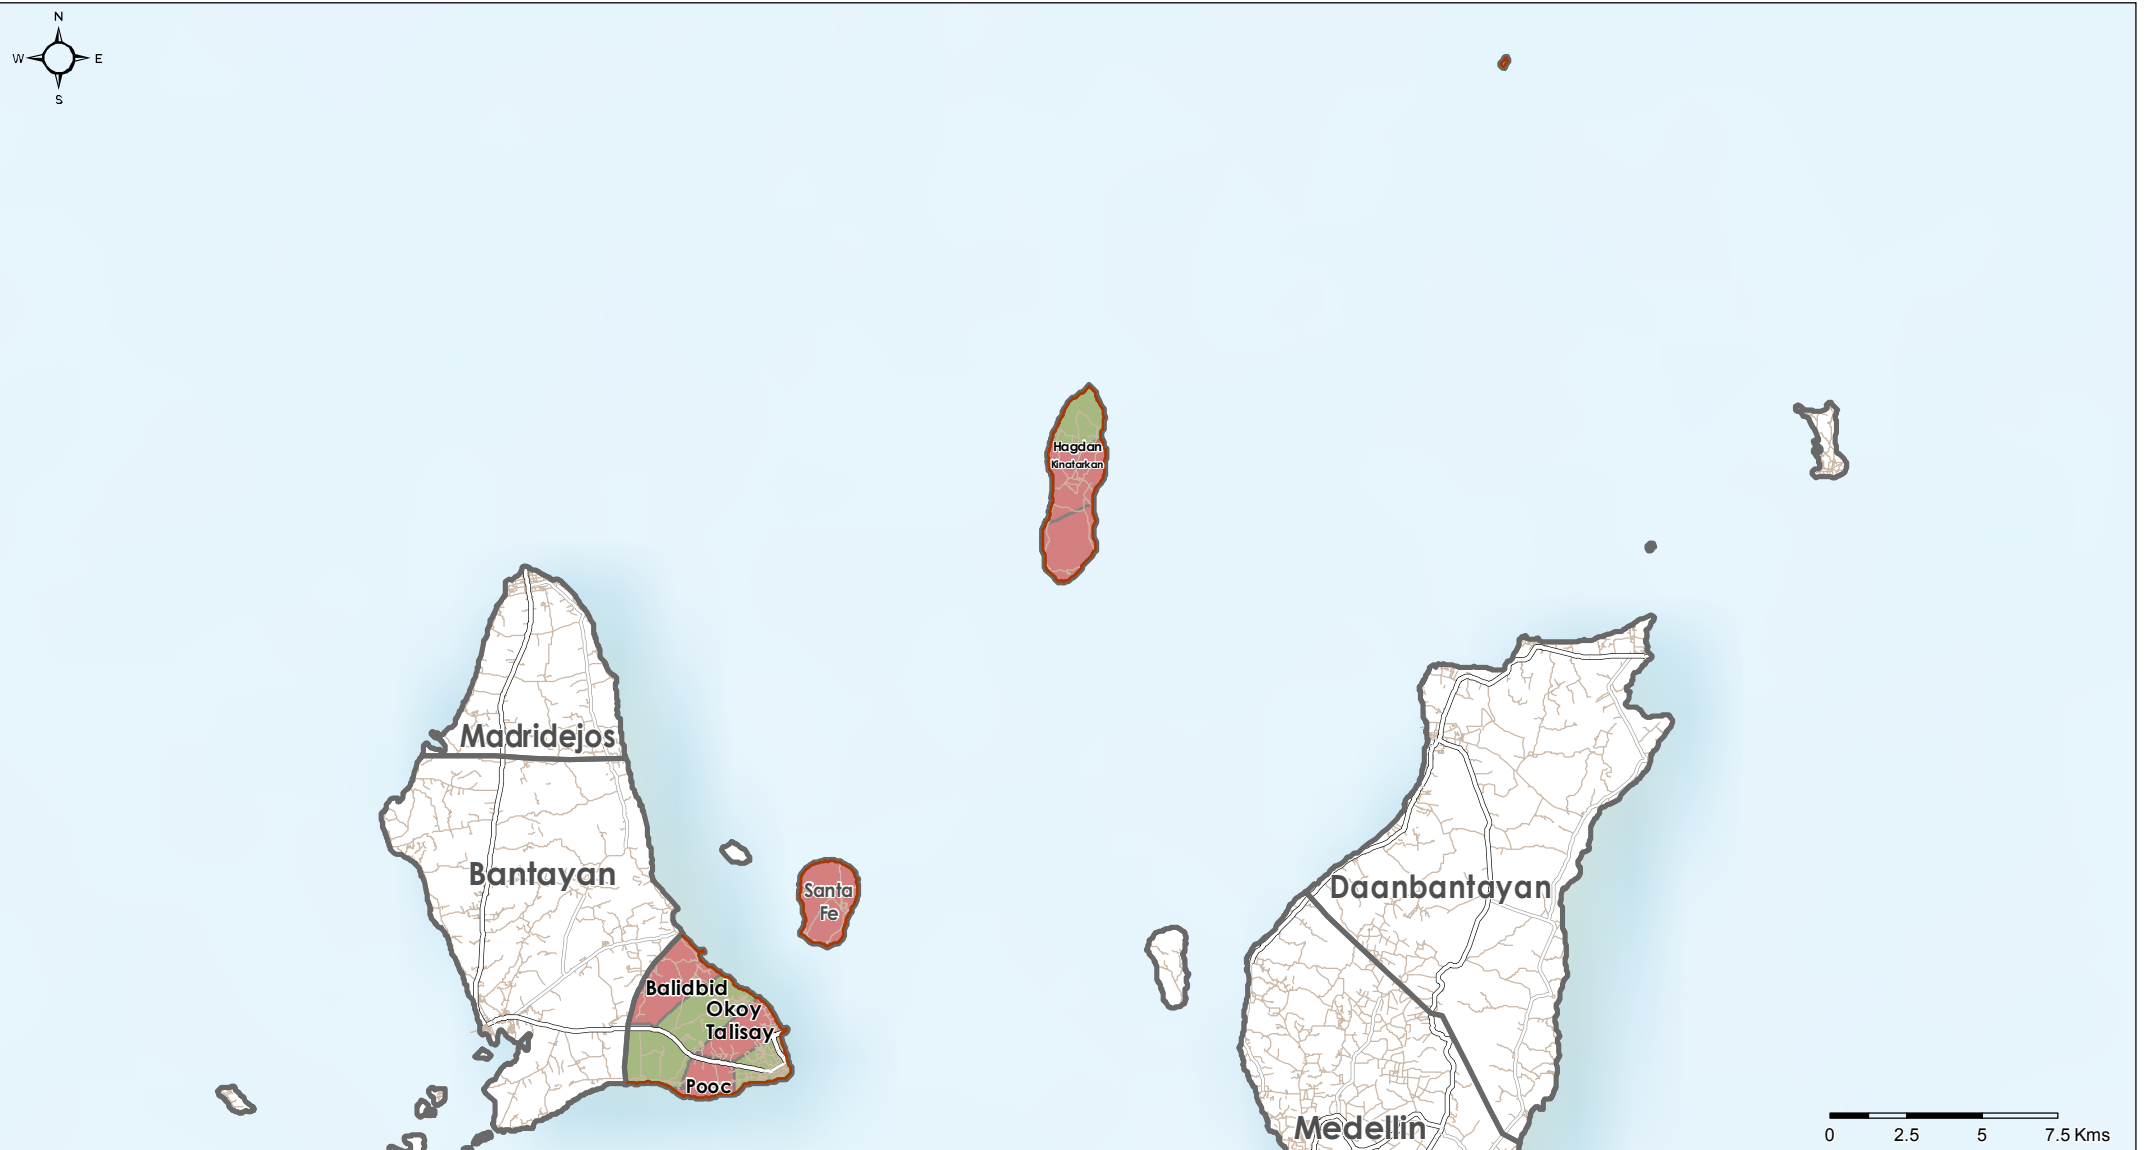 N
W E
S
Hagdan
Kinatarkan
Madridejos
Bantayan
Santa
Fe
Daanbantayan
Balidbid
Okoy
Talisay
Pooc
Medellin
0 2.5 5 7.5 Kms